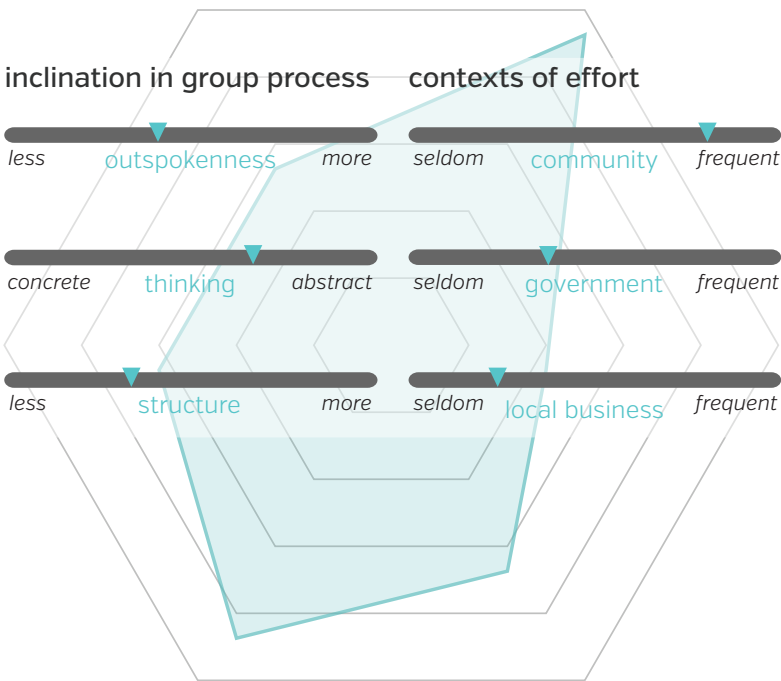 inclination in group process
less outspokenness more
concrete thinking abstract
less structure more
contexts of effort
seldom community frequent
seldom government frequent
seldom local business frequent